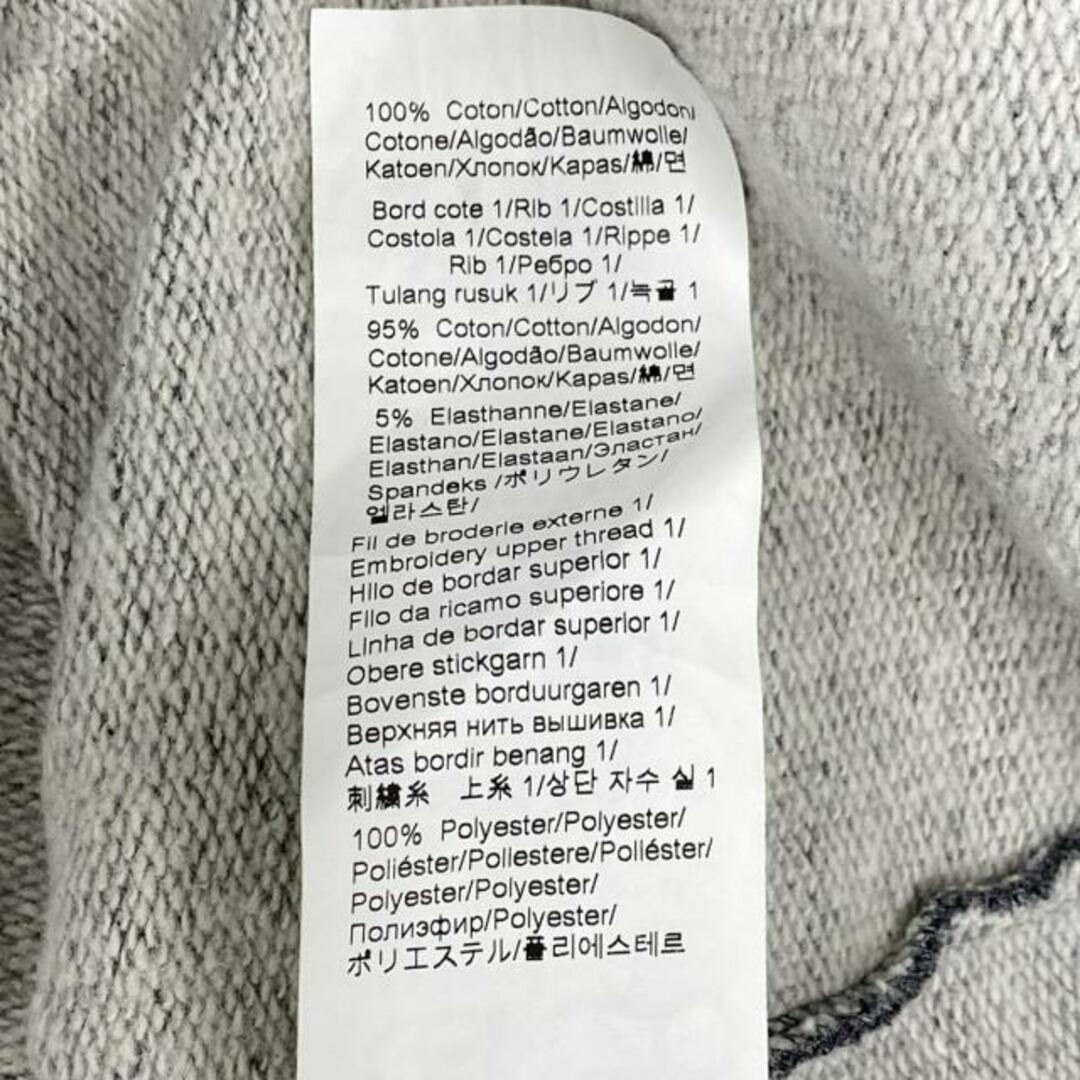 100% Coton/Cotton/Algodon/
Cotone/Algodão/Baumwolle/
Katoen/Хлопок/Kapas/綿/면
Bord cote 1/Rib 1/Costilla 1/
Costola 1/Costela 1/Rippe 1/
Rib 1/Ребро 1/
Tulang rusuk 1/リブ 1/늑골 1
95% Coton/Cotton/Algodon/
Cotone/Algodão/Baumwolle/
Katoen/Хлопок/Kapas/綿/면
5% Elasthanne/Elastane/
Elastano/Elastane/Elastano/
Elasthan/Elastaan/Эластан/
Spandeks /ポリウレタン/
엘라스탄/
Fil de broderie externe 1/
Embroidery upper thread 1/
Hilo de bordar superior 1/
Filo da ricamo superiore 1/
Linha de bordar superior 1/
Obere stickgarn 1/
Bovenste borduurgaren 1/
Верхняя нить вышивка 1/
Atas bordir benang 1/
刺繍糸 上糸 1/상단 자수 실 1
100% Polyester/Polyester/
Poliéster/Poliestere/Poliéster/
Polyester/Polyester/
Полиэфир/Polyester/
ポリエステル/폴리에스테르